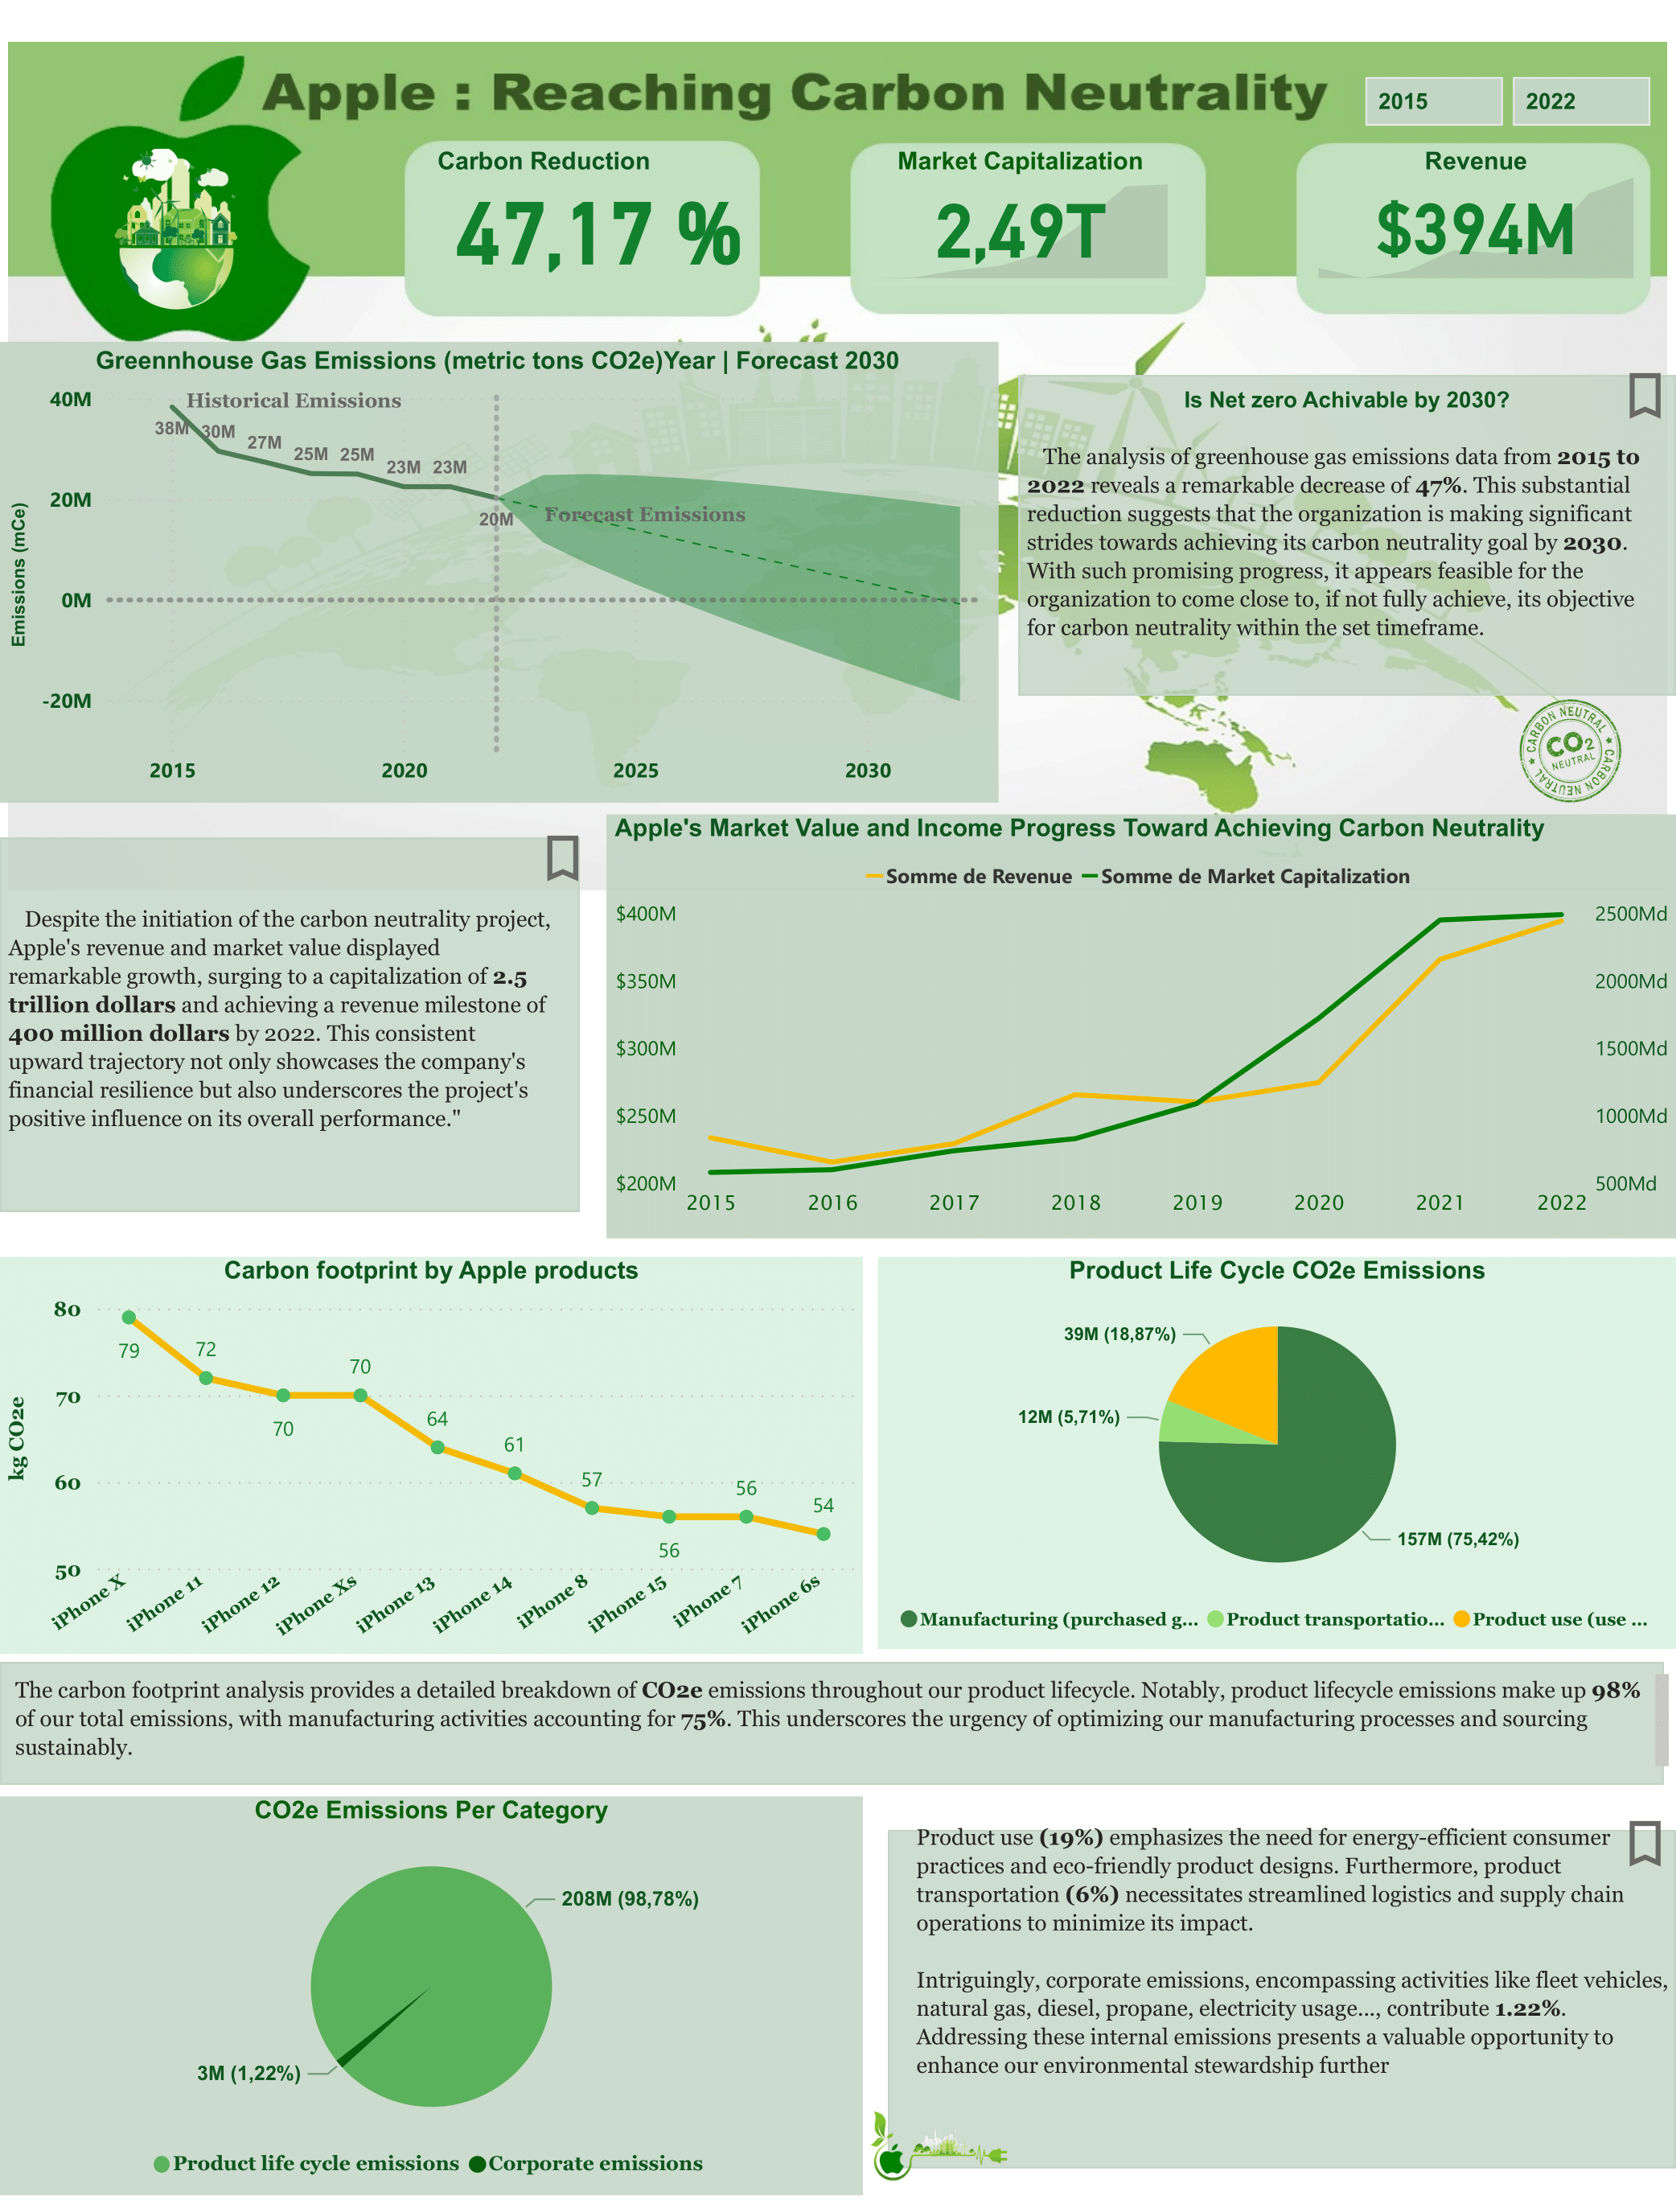 Apple : Reaching Carbon Neutrality
2015
2022
Carbon Reduction
47,17 %
Market Capitalization
2,49T
Revenue
$394M
Greennhouse Gas Emissions (metric tons CO2e)Year | Forecast 2030
Emissions (mCe)
40M
20M
0M
-20M
Historical Emissions
38M
30M
27M
25M
25M
23M
23M
20M
Forecast Emissions
2015
2020
2025
2030
Is Net zero Achivable by 2030?
The analysis of greenhouse gas emissions data from 2015 to
2022 reveals a remarkable decrease of 47%. This substantial
reduction suggests that the organization is making significant
strides towards achieving its carbon neutrality goal by 2030.
With such promising progress, it appears feasible for the
organization to come close to, if not fully achieve, its objective
for carbon neutrality within the set timeframe.
CARBON NEUTRAL
CO2
NEUTRAL
CARBON NEUTRAL
Despite the initiation of the carbon neutrality project,
Apple's revenue and market value displayed
remarkable growth, surging to a capitalization of 2.5
trillion dollars and achieving a revenue milestone of
400 million dollars by 2022. This consistent
upward trajectory not only showcases the company's
financial resilience but also underscores the project's
positive influence on its overall performance."
Apple's Market Value and Income Progress Toward Achieving Carbon Neutrality
Somme de Revenue
Somme de Market Capitalization
$400M
$350M
$300M
$250M
$200M
2500Md
2000Md
1500Md
1000Md
500Md
2015
2016
2017
2018
2019
2020
2021
2022
Carbon footprint by Apple products
kg CO2e
80
70
60
50
79
72
70
70
64
61
57
56
56
54
iPhone X
iPhone 11
iPhone 12
iPhone Xs
iPhone 13
iPhone 14
iPhone 8
iPhone 15
iPhone 7
iPhone 6s
Product Life Cycle CO2e Emissions
39M (18,87%)
12M (5,71%)
157M (75,42%)
Manufacturing (purchased g...
Product transportatio...
Product use (use ...
The carbon footprint analysis provides a detailed breakdown of CO2e emissions throughout our product lifecycle. Notably, product lifecycle emissions make up 98%
of our total emissions, with manufacturing activities accounting for 75%. This underscores the urgency of optimizing our manufacturing processes and sourcing
sustainably.
CO2e Emissions Per Category
208M (98,78%)
3M (1,22%)
Product life cycle emissions
Corporate emissions
Product use (19%) emphasizes the need for energy-efficient consumer
practices and eco-friendly product designs. Furthermore, product
transportation (6%) necessitates streamlined logistics and supply chain
operations to minimize its impact.
Intriguingly, corporate emissions, encompassing activities like fleet vehicles,
natural gas, diesel, propane, electricity usage..., contribute 1.22%.
Addressing these internal emissions presents a valuable opportunity to
enhance our environmental stewardship further